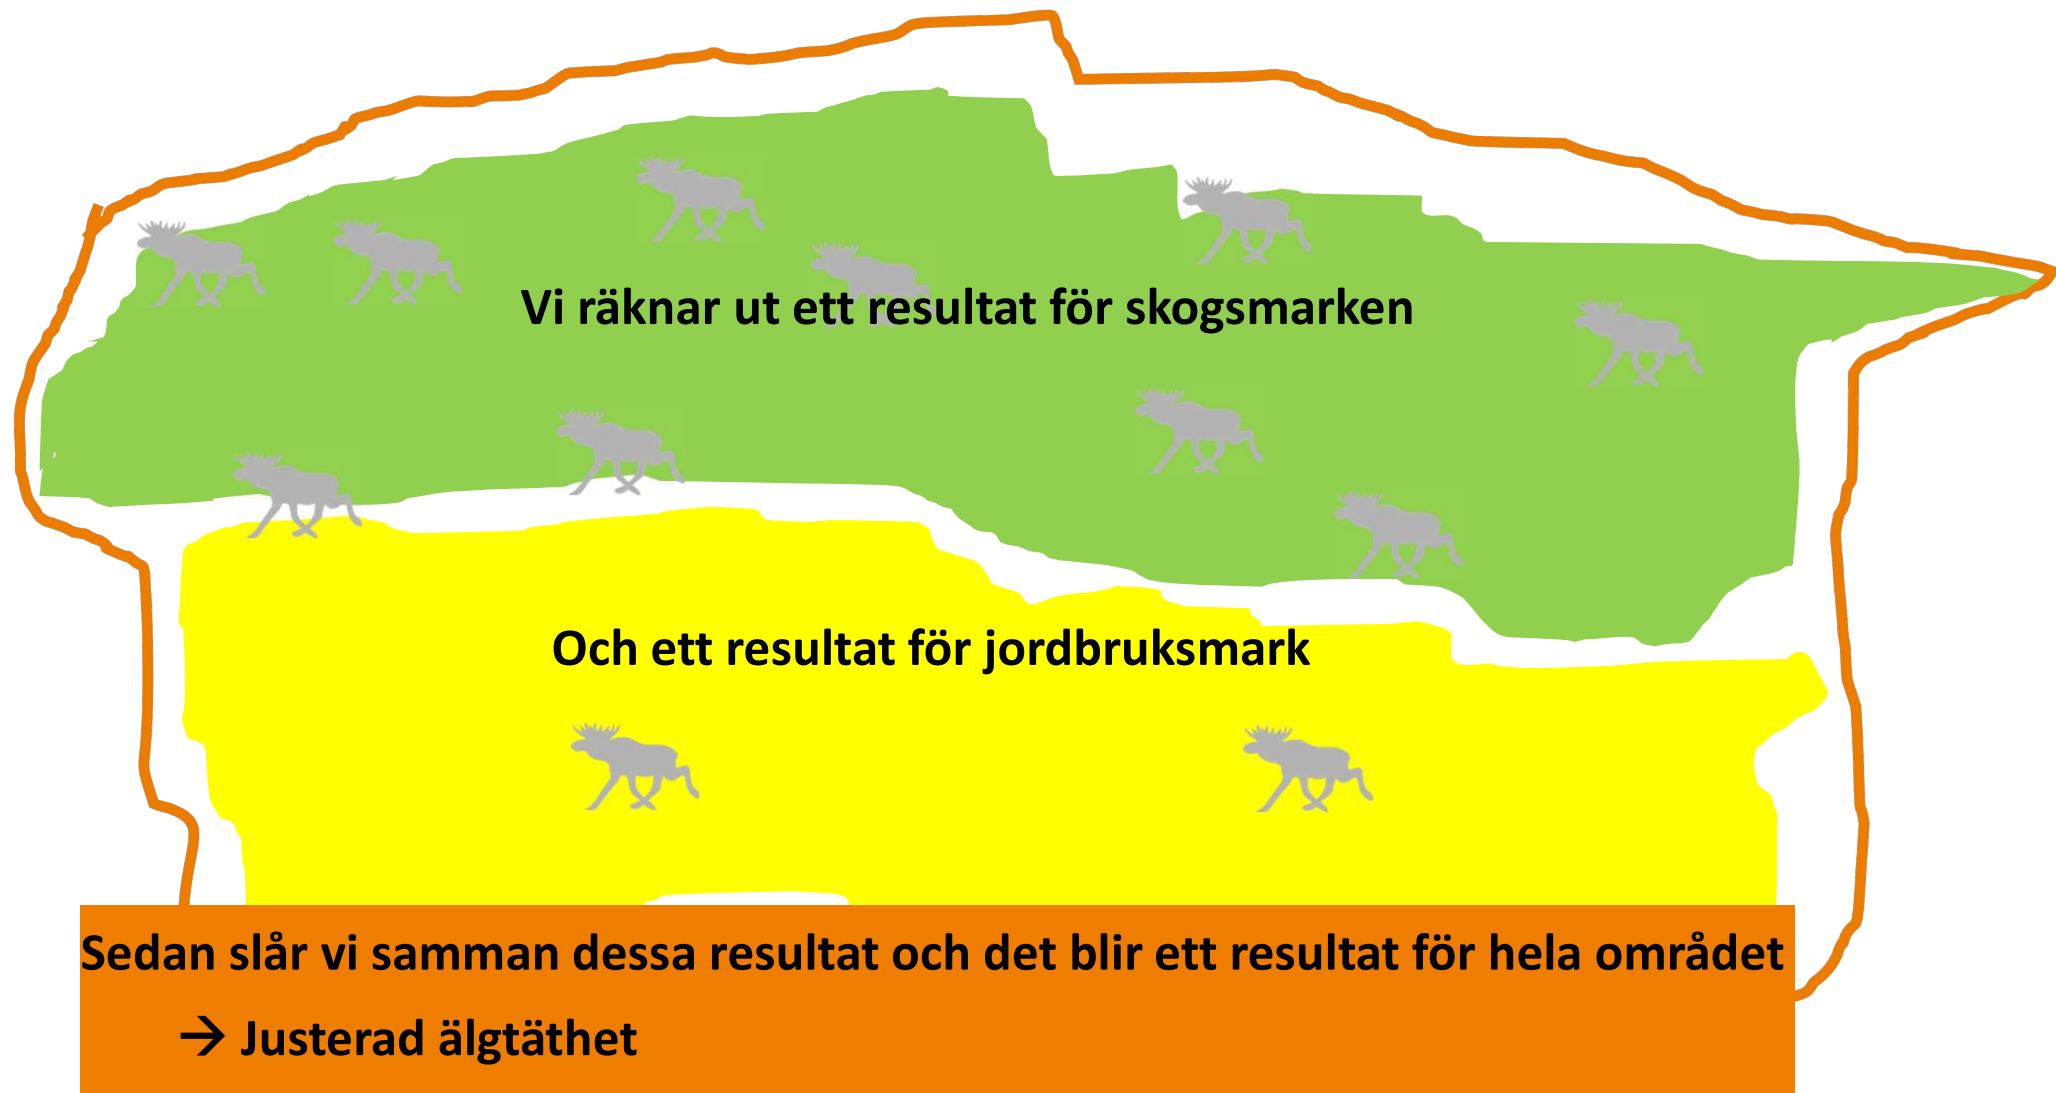 Vi räknar ut ett resultat för skogsmarken
Och ett resultat för jordbruksmark
Sedan slår vi samman dessa resultat och det blir ett resultat för hela området
→ Justerad älgtäthet